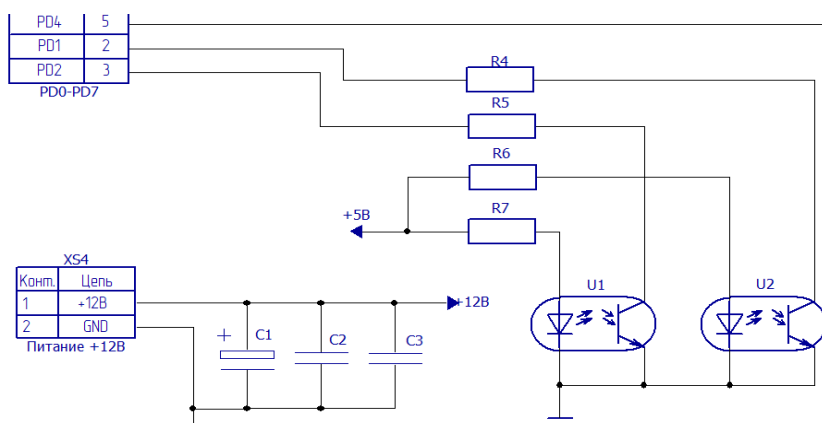 PD4 5
PD1 2
PD2 3
PD0-PD7
R4
R5
R6
R7
+5В
XS4
Конт. Цепь
1 +12В
2 GND
Питание +12В
+12В
C1
C2
C3
U1
U2